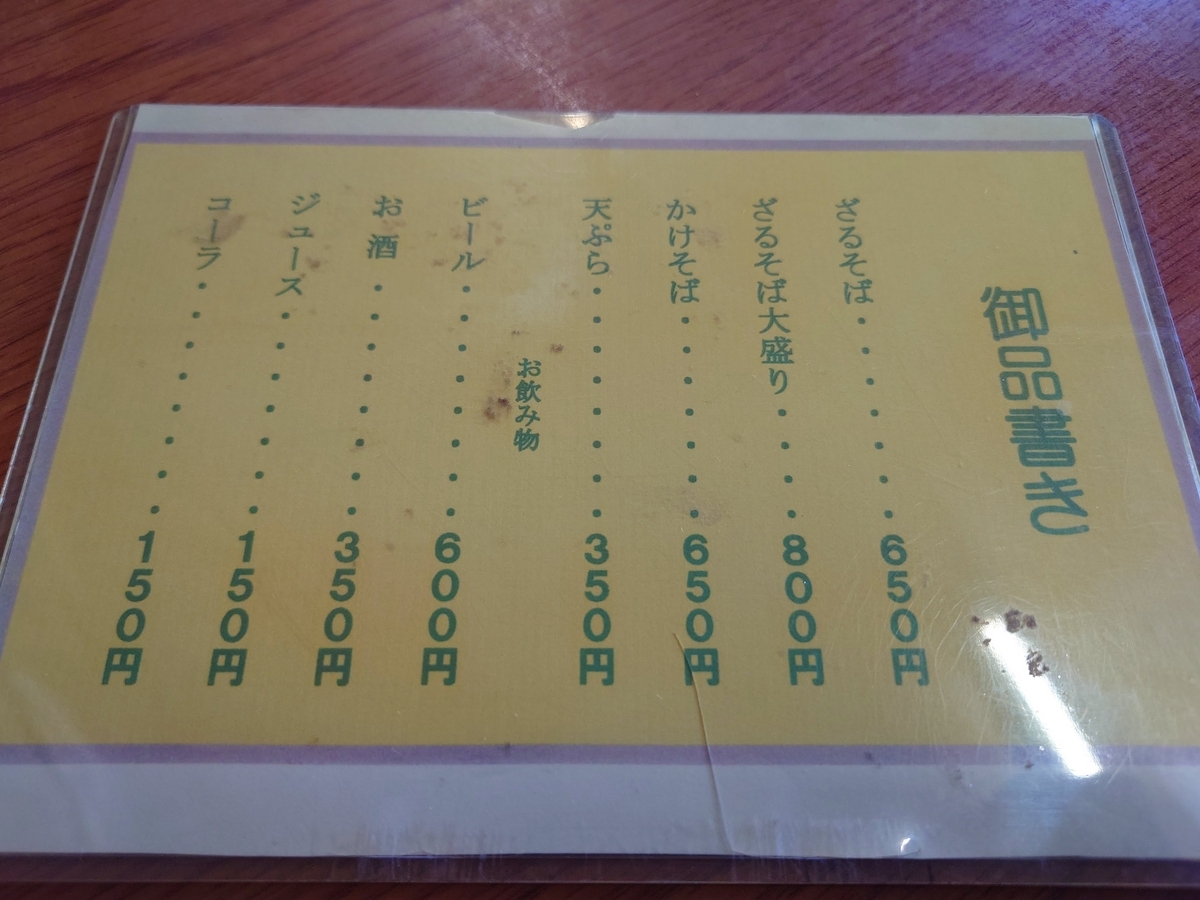 御品書き
ざるそば・・・・・・・650円
ざるそば大盛り・・・・・800円
かけそば・・・・・・・650円
天ぷら・・・・・・・・350円
お飲み物
ビール・・・・・・・・600円
お酒・・・・・・・・350円
ジュース・・・・・・・150円
コーラ・・・・・・・・150円